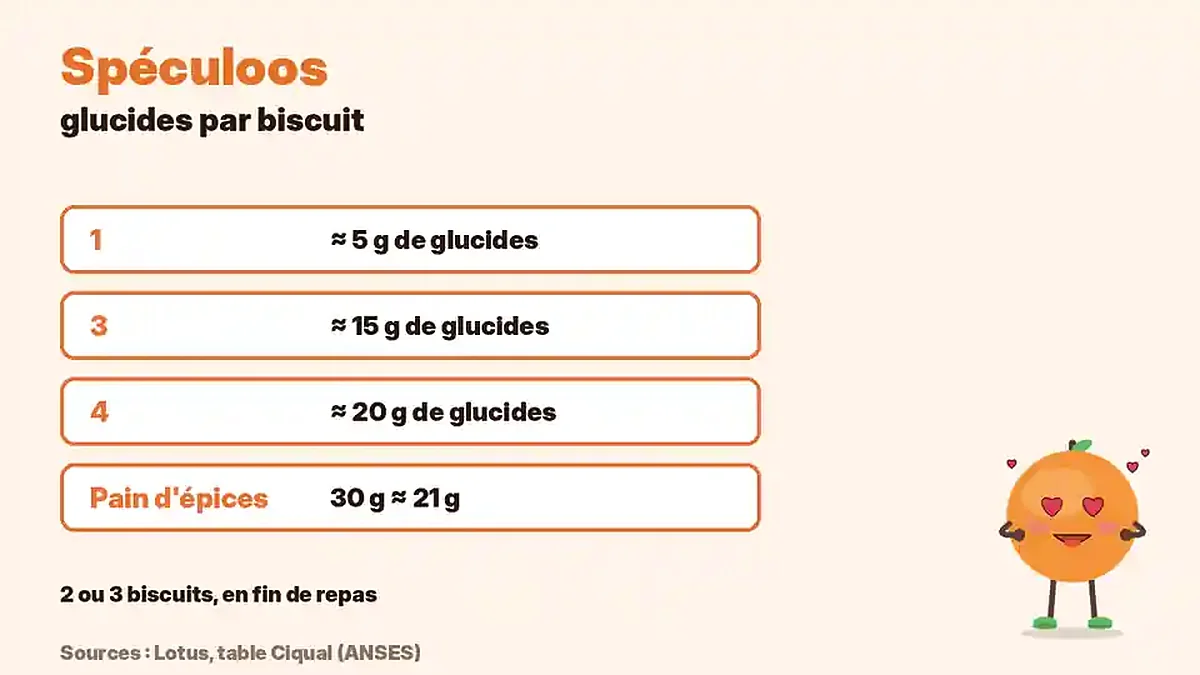 Spéculoos
glucides par biscuit
1 ≈ 5 g de glucides
3 ≈ 15 g de glucides
4 ≈ 20 g de glucides
Pain d'épices 30 g ≈ 21 g
2 ou 3 biscuits, en fin de repas
Sources : Lotus, table Ciqual (ANSES)